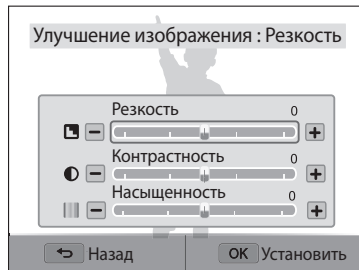 Улучшение изображения : Резкость
Резкость 0
Контрастность 0
Насыщенность 0
Назад OK Установить